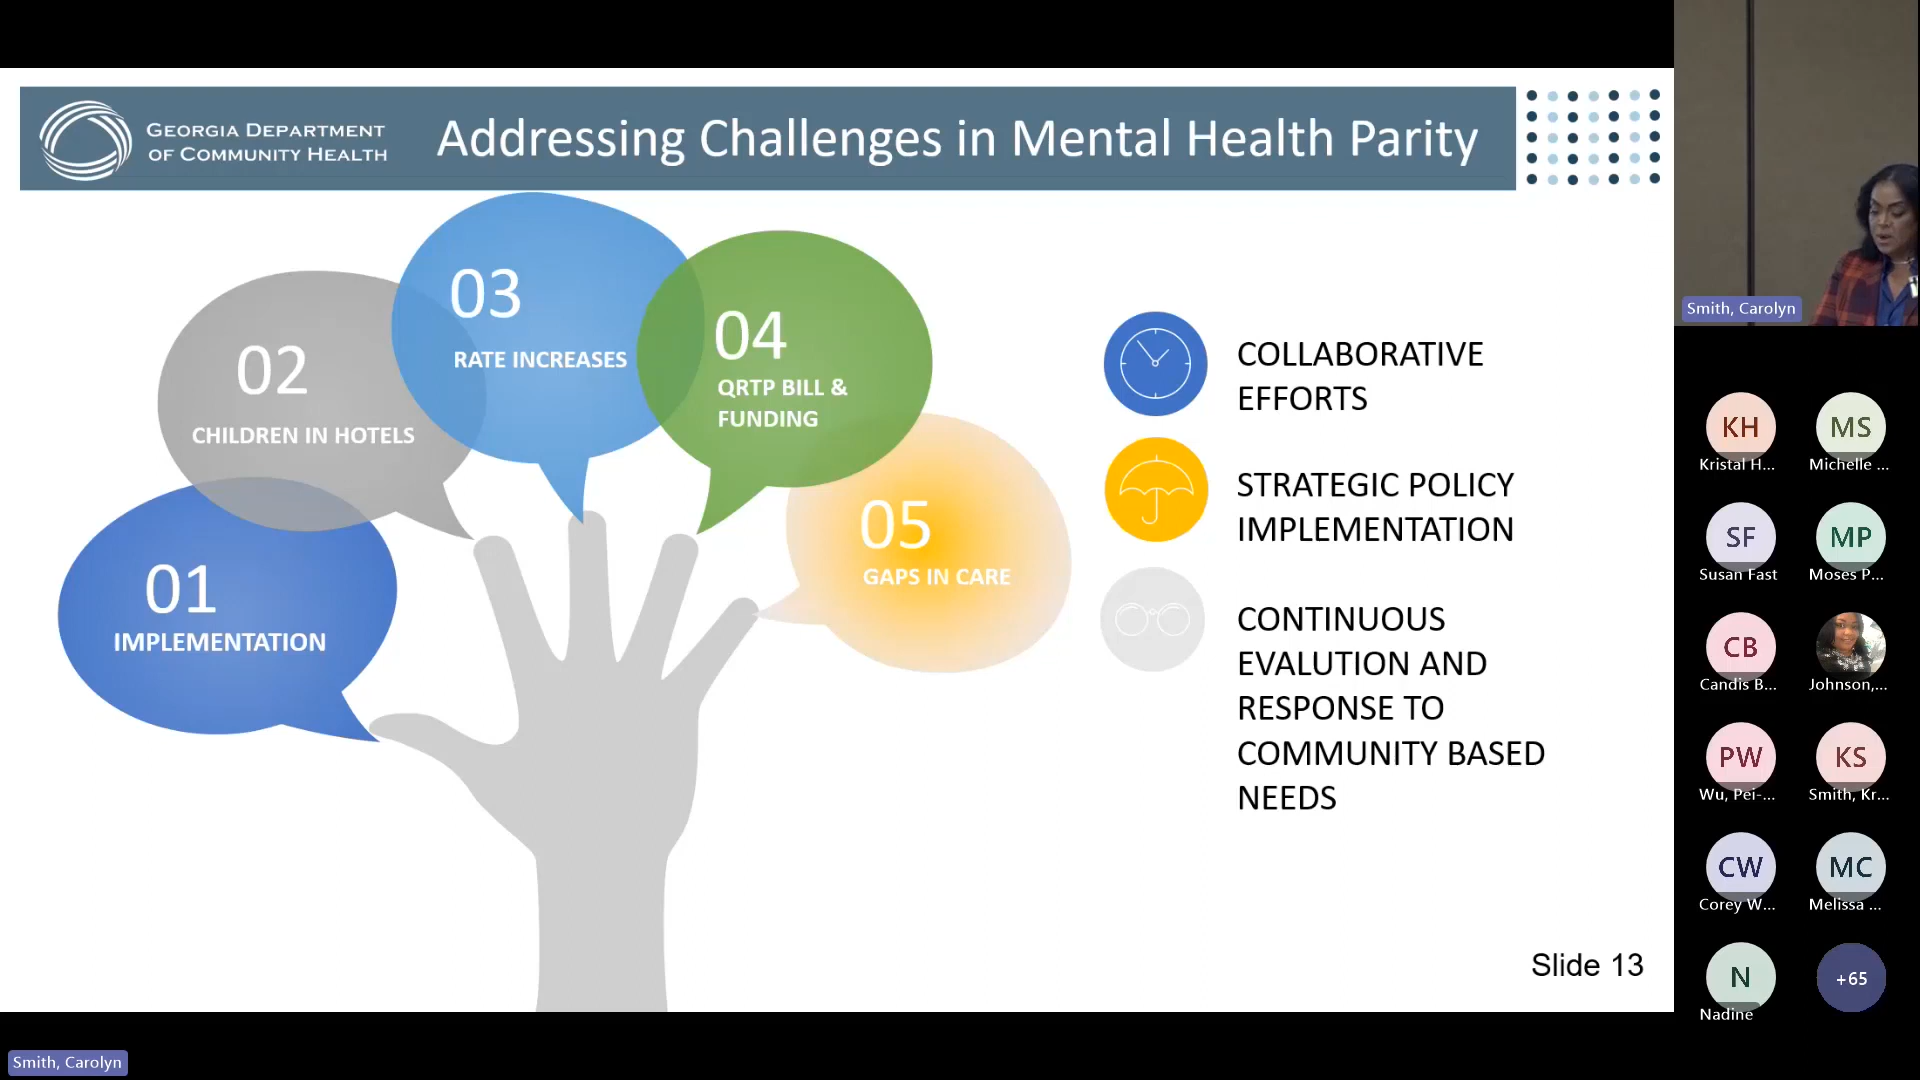 GEORGIA DEPARTMENT
OF COMMUNITY HEALTH
Addressing Challenges in Mental Health Parity
01
IMPLEMENTATION
02
CHILDREN IN HOTELS
03
RATE INCREASES
04
QRTP BILL &
FUNDING
05
GAPS IN CARE
COLLABORATIVE
EFFORTS
STRATEGIC POLICY
IMPLEMENTATION
CONTINUOUS
EVALUTION AND
RESPONSE TO
COMMUNITY BASED
NEEDS
Slide 13
Smith, Carolyn
KH
Kristal H...
MS
Michelle ...
SF
Susan Fast
MP
Moses P...
CB
Candis B...
Johnson,...
PW
Wu, Pei-...
KS
Smith, Kr...
CW
Corey W...
MC
Melissa ...
N
Nadine
+65
Smith, Carolyn